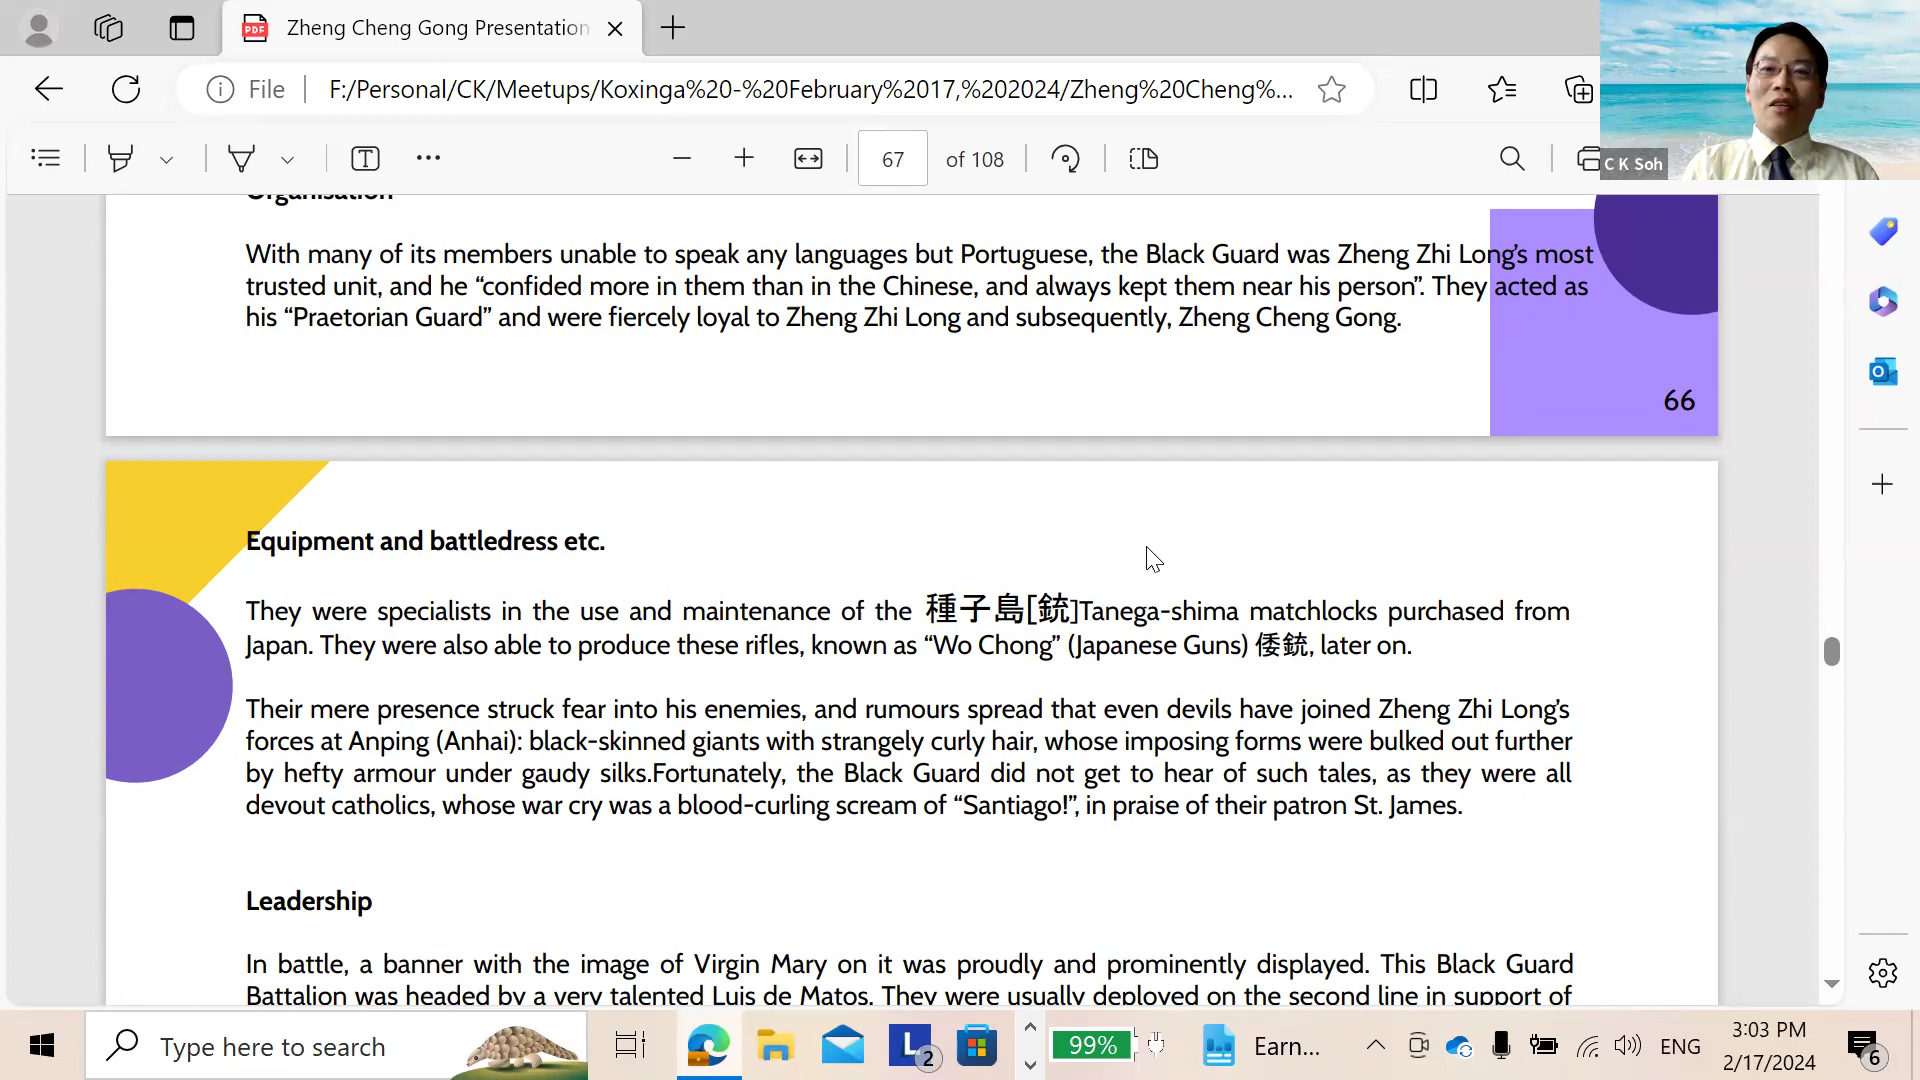 Zheng Cheng Gong Presentation
File
F:/Personal/CK/Meetups/Koxinga%20-%20February%2017,%202024/Zheng%20Cheng%...
67 of 108
C K Soh
Organisation
With many of its members unable to speak any languages but Portuguese, the Black Guard was Zheng Zhi Long’s most
trusted unit, and he “confided more in them than in the Chinese, and always kept them near his person”. They acted as
his “Praetorian Guard” and were fiercely loyal to Zheng Zhi Long and subsequently, Zheng Cheng Gong.
66
Equipment and battledress etc.
They were specialists in the use and maintenance of the 種子島[銃]Tanega-shima matchlocks purchased from
Japan. They were also able to produce these rifles, known as “Wo Chong” (Japanese Guns) 倭銃, later on.
Their mere presence struck fear into his enemies, and rumours spread that even devils have joined Zheng Zhi Long’s
forces at Anping (Anhai): black-skinned giants with strangely curly hair, whose imposing forms were bulked out further
by hefty armour under gaudy silks.Fortunately, the Black Guard did not get to hear of such tales, as they were all
devout catholics, whose war cry was a blood-curling scream of “Santiago!”, in praise of their patron St. James.
Leadership
In battle, a banner with the image of Virgin Mary on it was proudly and prominently displayed. This Black Guard
Battalion was headed by a very talented Luis de Matos. They were usually deployed on the second line in support of
Type here to search
L 2
99%
Earn...
ENG
3:03 PM
2/17/2024
6